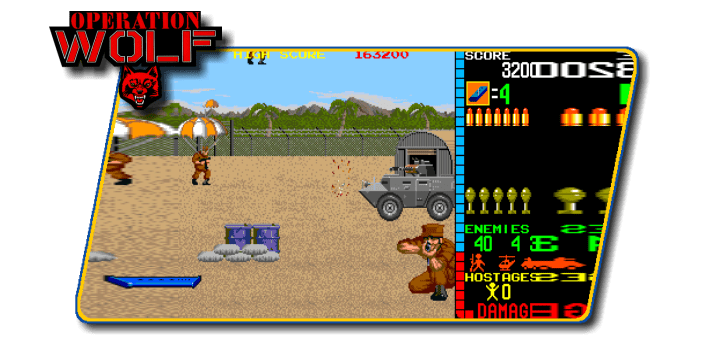 OPERATION
WOLF
HIGH SCORE 163200
SCORE
3200
=4
ENEMIES
40 4
HOSTAGES
0
DAMAG